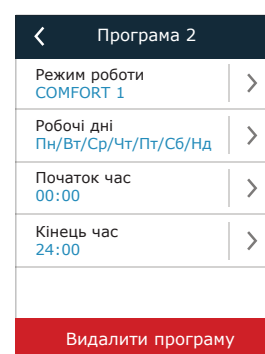 Програма 2
Режим роботи
COMFORT 1
Робочі дні
Пн/Вт/Ср/Чт/Пт/Сб/Нд
Початок час
00:00
Кінець час
24:00
Видалити програму